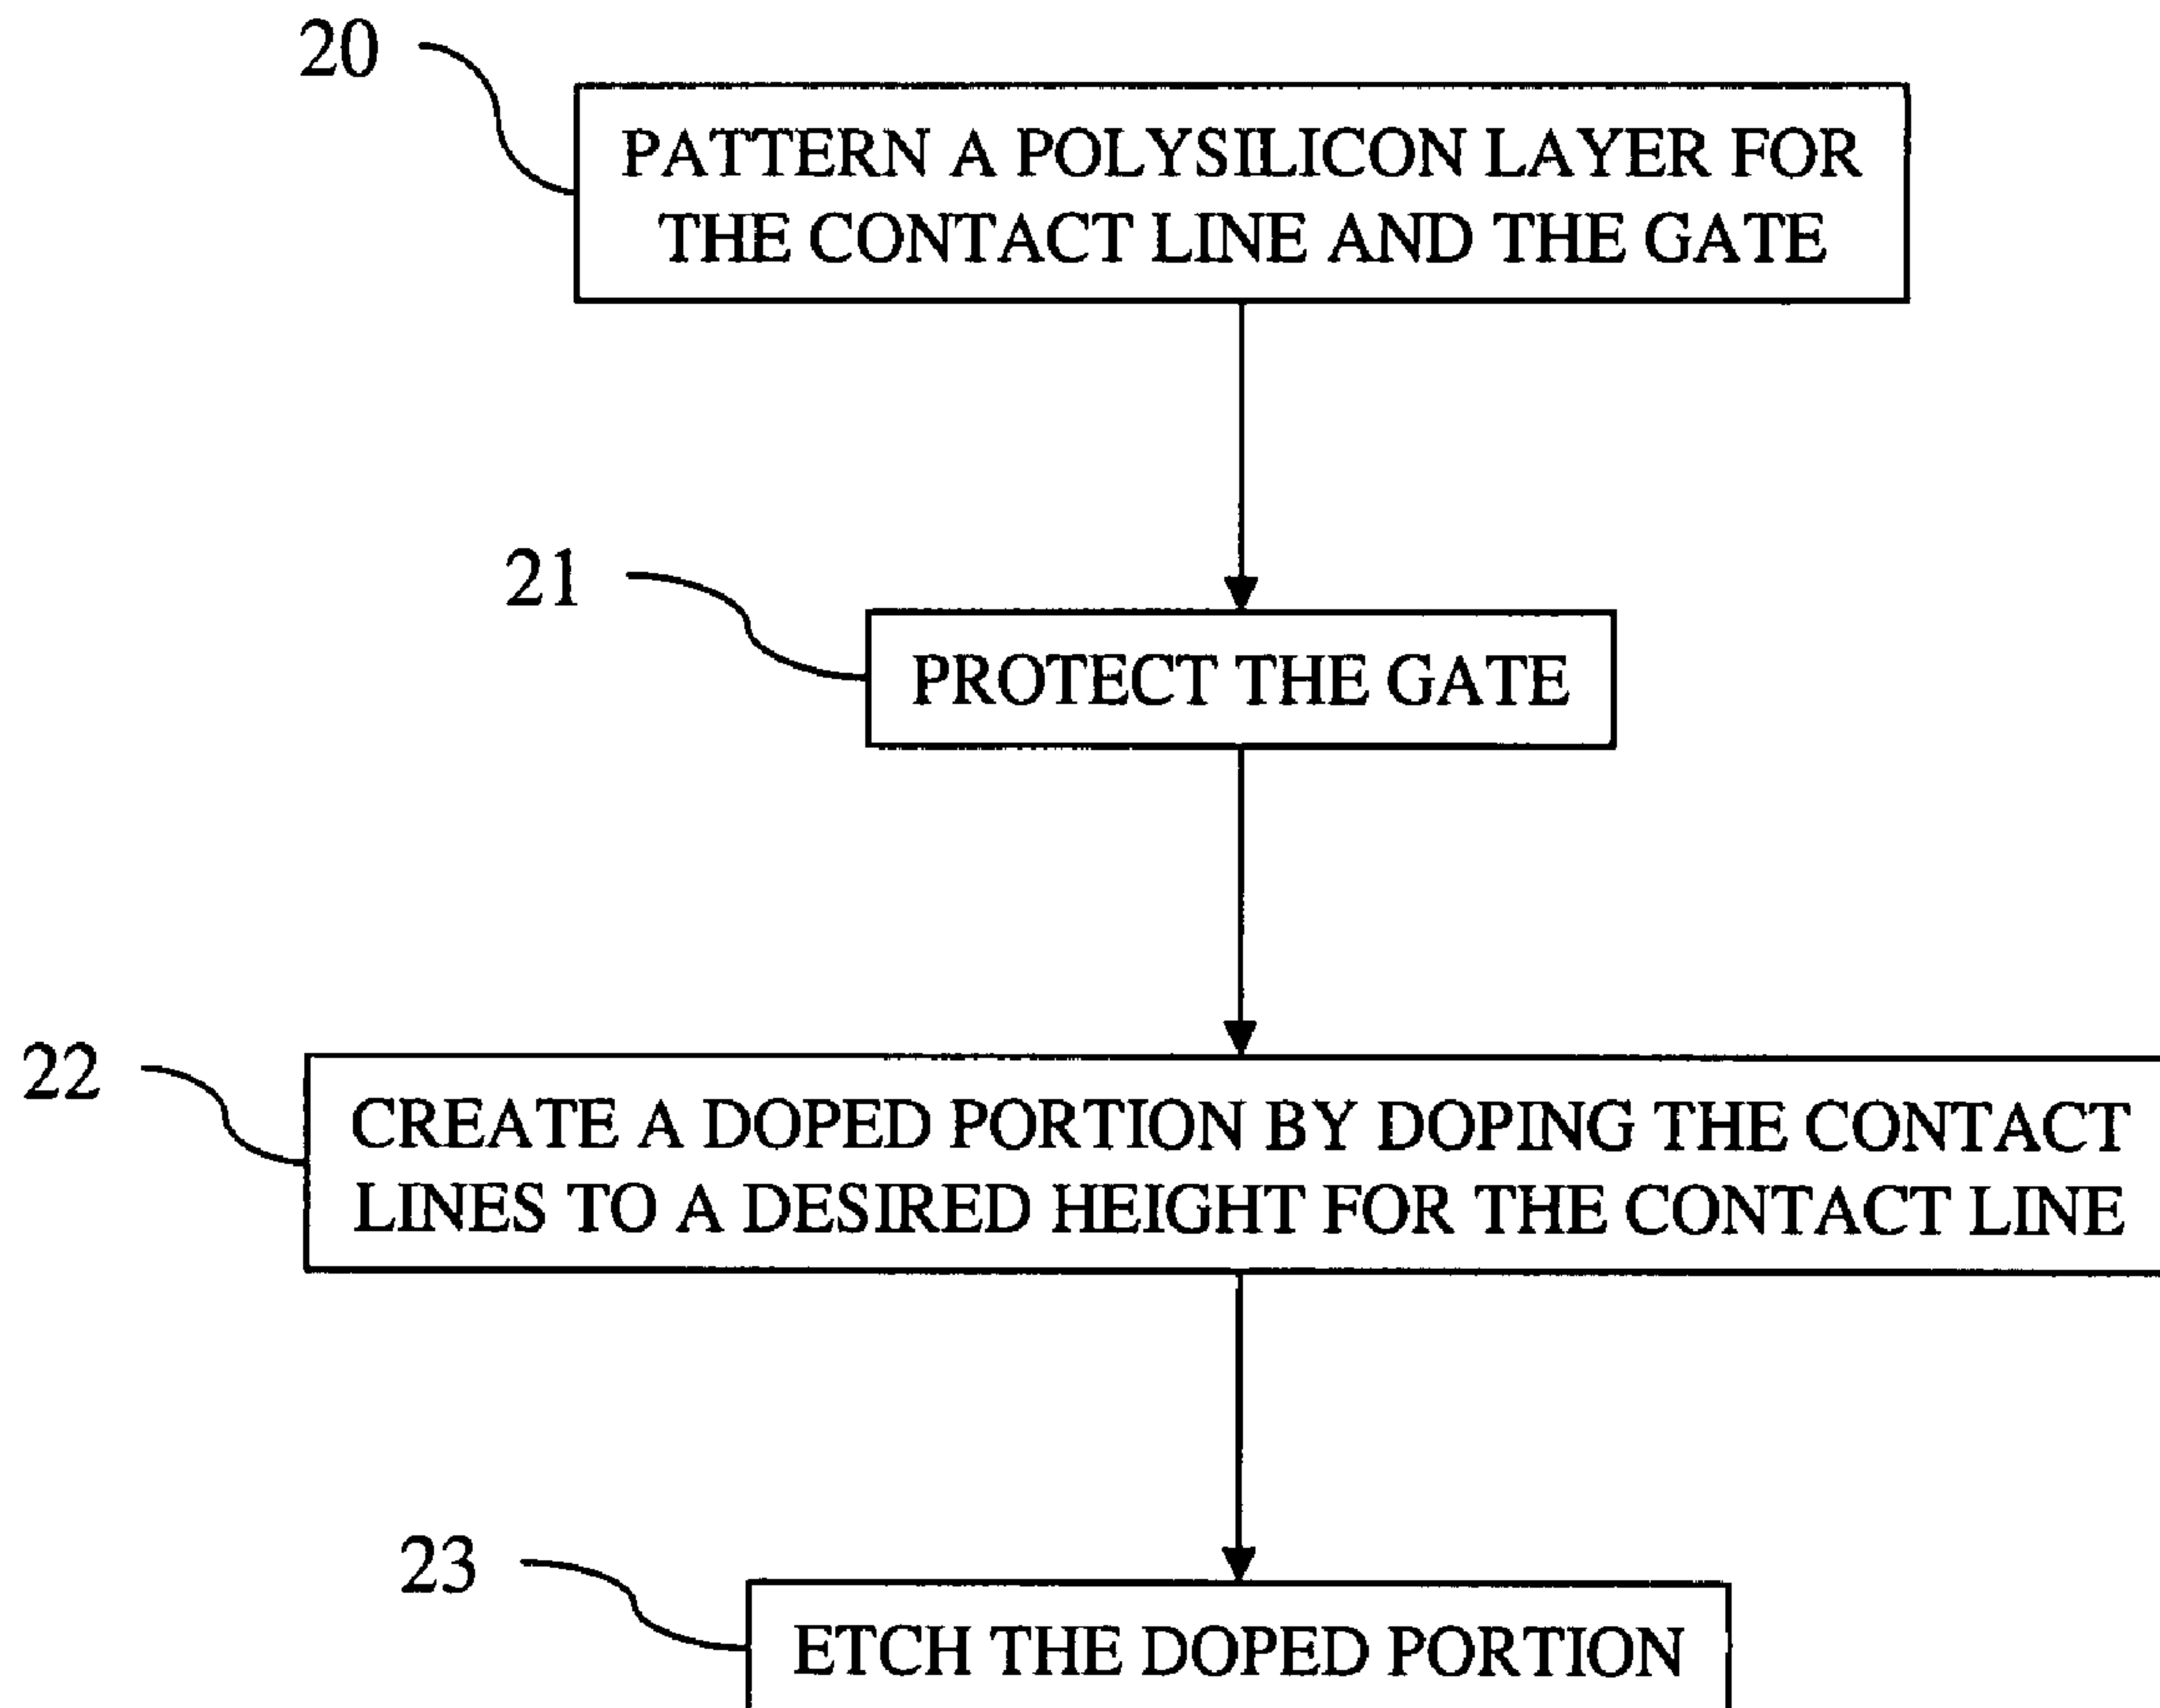 20
PATTERN A POLYSILICON LAYER FOR
THE CONTACT LINE AND THE GATE
21
PROTECT THE GATE
22
CREATE A DOPED PORTION BY DOPING THE CONTACT
LINES TO A DESIRED HEIGHT FOR THE CONTACT LINE
23
ETCH THE DOPED PORTION